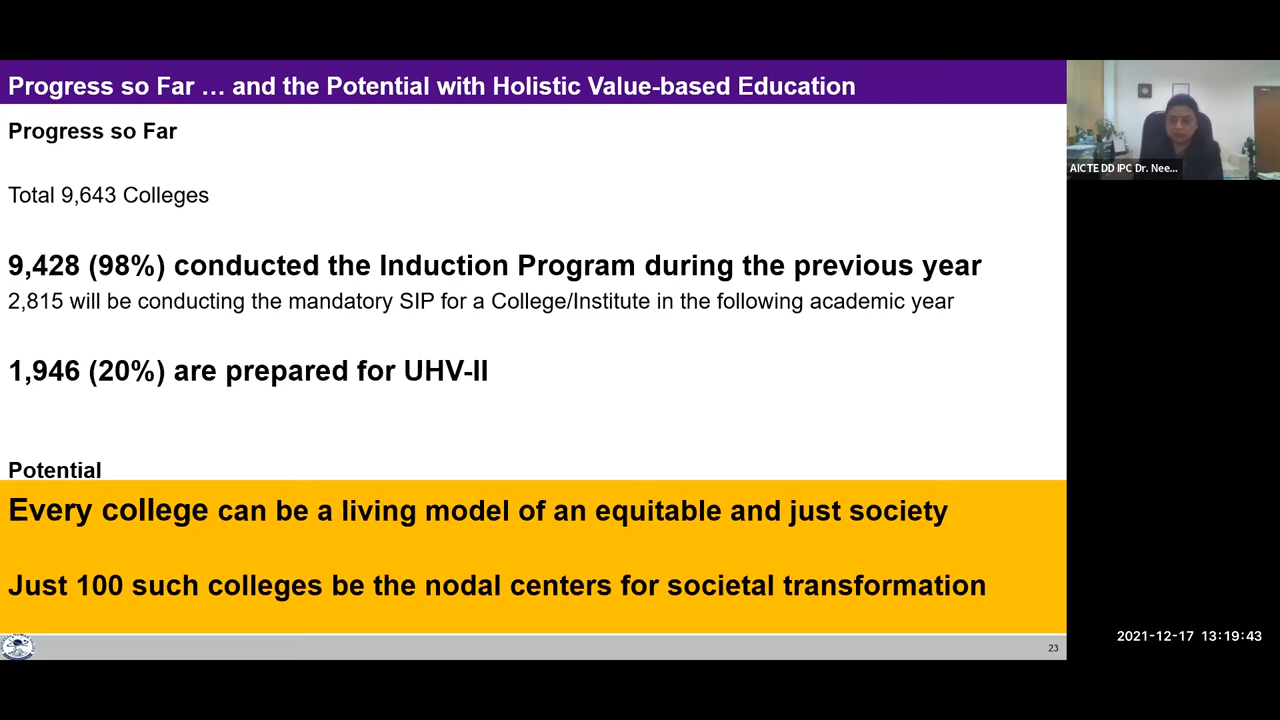 Progress so Far … and the Potential with Holistic Value-based Education
Progress so Far
Total 9,643 Colleges
9,428 (98%) conducted the Induction Program during the previous year
2,815 will be conducting the mandatory SIP for a College/Institute in the following academic year
1,946 (20%) are prepared for UHV-II
Potential
Every college can be a living model of an equitable and just society
Just 100 such colleges be the nodal centers for societal transformation
23
AICTE DD IPC Dr. Nee...
2021-12-17 13:19:43